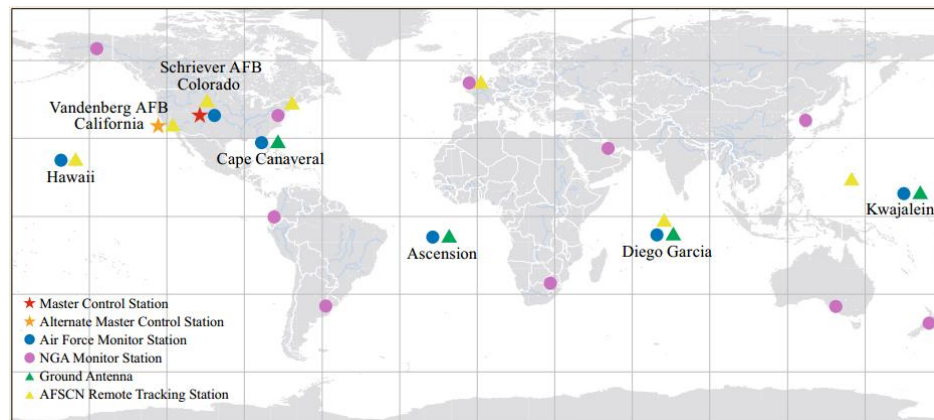 Schriever AFB
Colorado
Vandenberg AFB
California
Cape Canaveral
Hawaii
Kwajalein
Ascension
Diego Garcia
Master Control Station
Alternate Master Control Station
Air Force Monitor Station
NGA Monitor Station
Ground Antenna
AFSCN Remote Tracking Station